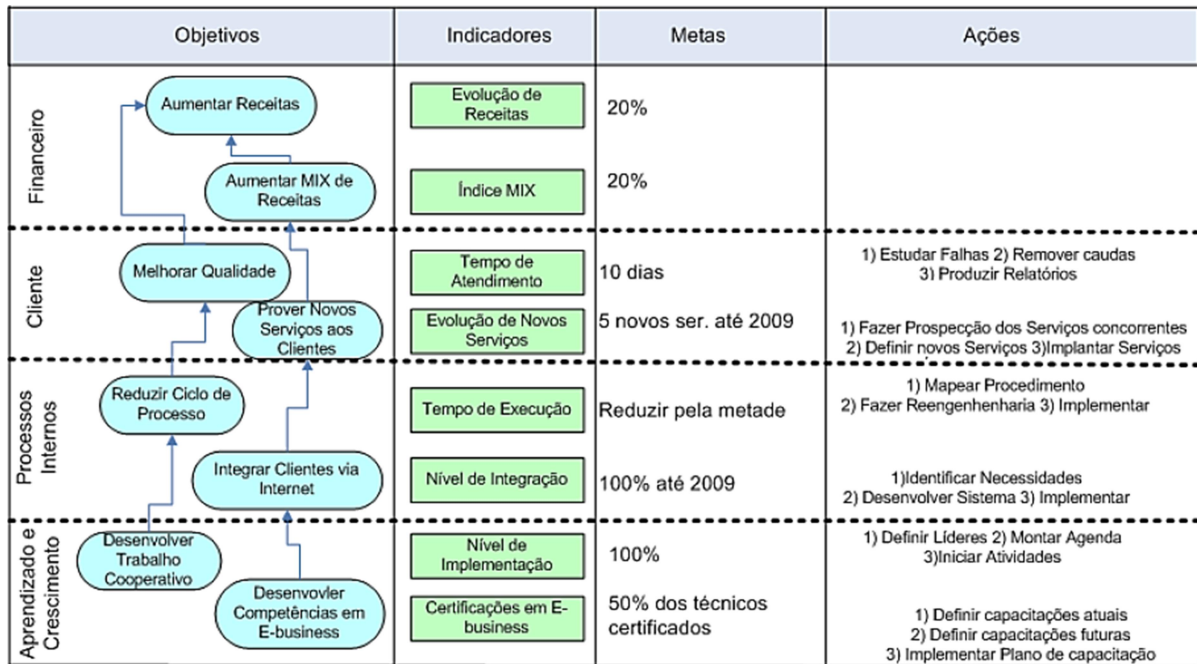 Objetivos
Indicadores
Metas
Ações
Financeiro
Aumentar Receitas
Evolução de
Receitas
20%
Aumentar MIX de
Receitas
Índice MIX
20%
Cliente
Melhorar Qualidade
Tempo de
Atendimento
10 dias
1) Estudar Falhas 2) Remover caudas
3) Produzir Relatórios
Prover Novos
Serviços aos
Clientes
Evolução de Novos
Serviços
5 novos ser. até 2009
1) Fazer Prospecção dos Serviços concorrentes
2) Definir novos Serviços 3)Implantar Serviços
Processos
Internos
Reduzir Ciclo de
Processo
Tempo de Execução
Reduzir pela metade
1) Mapear Procedimento
2) Fazer Reengenhenharia 3) Implementar
Integrar Clientes via
Internet
Nível de Integração
100% até 2009
1)Identificar Necessidades
2) Desenvolver Sistema 3) Implementar
Aprendizado e
Crescimento
Desenvolver
Trabalho
Cooperativo
Nível de
Implementação
100%
1) Definir Líderes 2) Montar Agenda
3)Iniciar Atividades
Desenvovler
Competências em
E-business
Certificações em E-
business
50% dos técnicos
certificados
1) Definir capacitações atuais
2) Definir capacitações futuras
3) Implementar Plano de capacitação